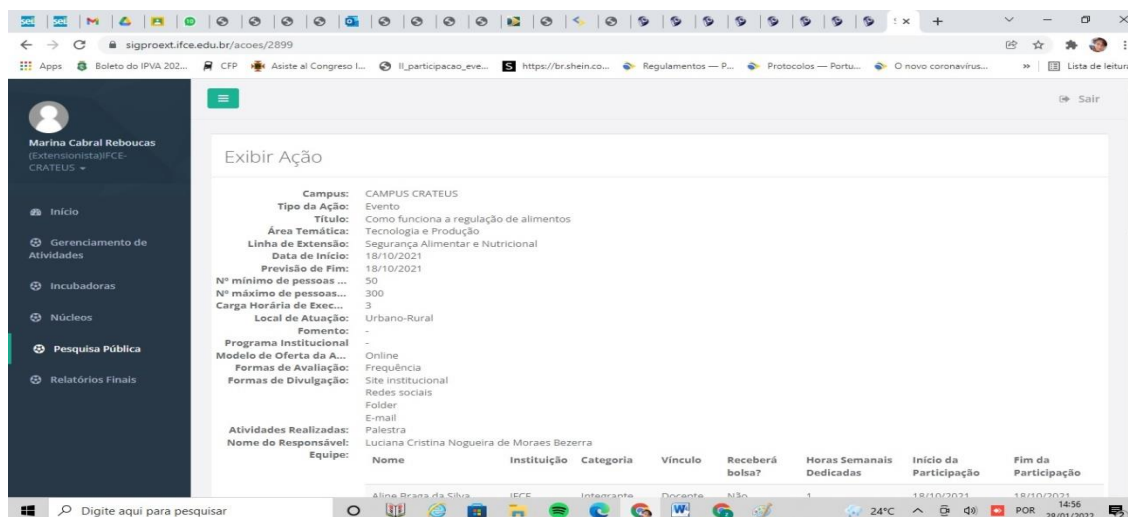 sigproext.ifce.edu.br/acoes/2899
Apps Boleto do IPVA 202... CFP Asiste al Congreso I... II_participacao_eve... https://br.shein.co... Regulamentos — P... Protocolos — Portu... O novo coronavírus... » Lista de leitura
Sair
Marina Cabral Reboucas
(Extensionista)IFCE-
CRATEUS
Início
Gerenciamento de
Atividades
Incubadoras
Núcleos
Pesquisa Pública
Relatórios Finais
Exibir Ação
Campus: CAMPUS CRATEUS
Tipo da Ação: Evento
Título: Como funciona a regulação de alimentos
Área Temática: Tecnologia e Produção
Linha de Extensão: Segurança Alimentar e Nutricional
Data de Início: 18/10/2021
Previsão de Fim: 18/10/2021
Nº mínimo de pessoas ... 50
Nº máximo de pessoas... 300
Carga Horária de Exec... 3
Local de Atuação: Urbano-Rural
Fomento: -
Programa Institucional -
Modelo de Oferta da A... Online
Formas de Avaliação: Frequência
Formas de Divulgação: Site institucional
Redes sociais
Folder
E-mail
Atividades Realizadas: Palestra
Nome do Responsável: Luciana Cristina Nogueira de Moraes Bezerra
Equipe: Nome Instituição Categoria Vínculo Receberá bolsa? Horas Semanais Dedicadas Início da Participação Fim da Participação
Aline Braga da Silva IFCE Integrante Docente Não 1 18/10/2021 18/10/2021
Digite aqui para pesquisar 24°C POR 14:56
28/01/2022